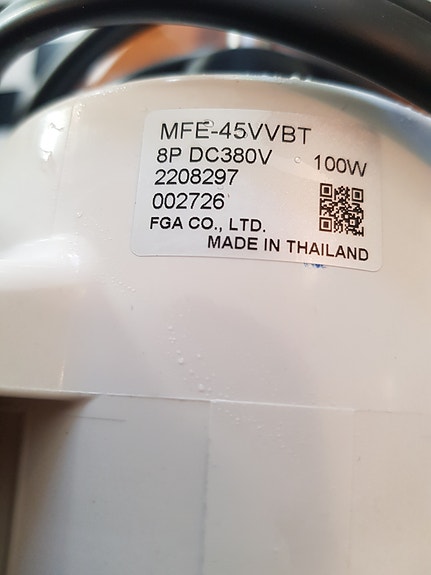 MFE-45VVBT
8P DC380V 100W
2208297
002726
FGA CO., LTD.
MADE IN THAILAND